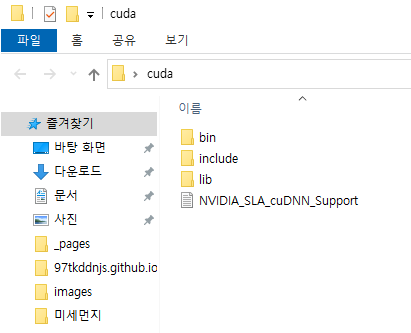 cuda
파일 홈 공유 보기
cuda
이름
즐겨찾기
바탕 화면
다운로드
문서
사진
_pages
97tkddnjs.github.io
images
미세먼지
bin
include
lib
NVIDIA_SLA_cuDNN_Support